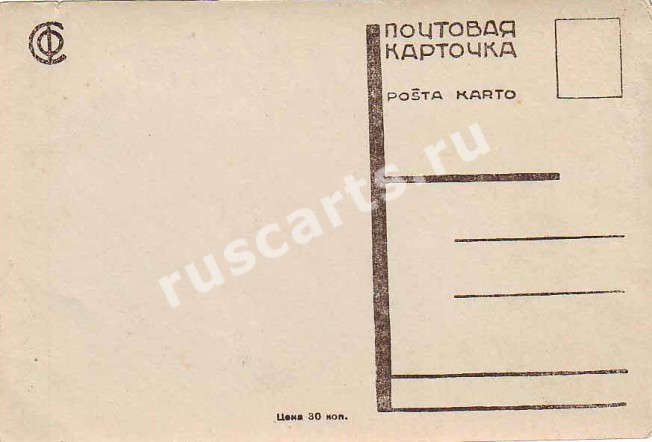 ПОЧТОВАЯ
КАРТОЧКА
POŜTA KARTO
ruscarts.ru
Цена 30 коп.